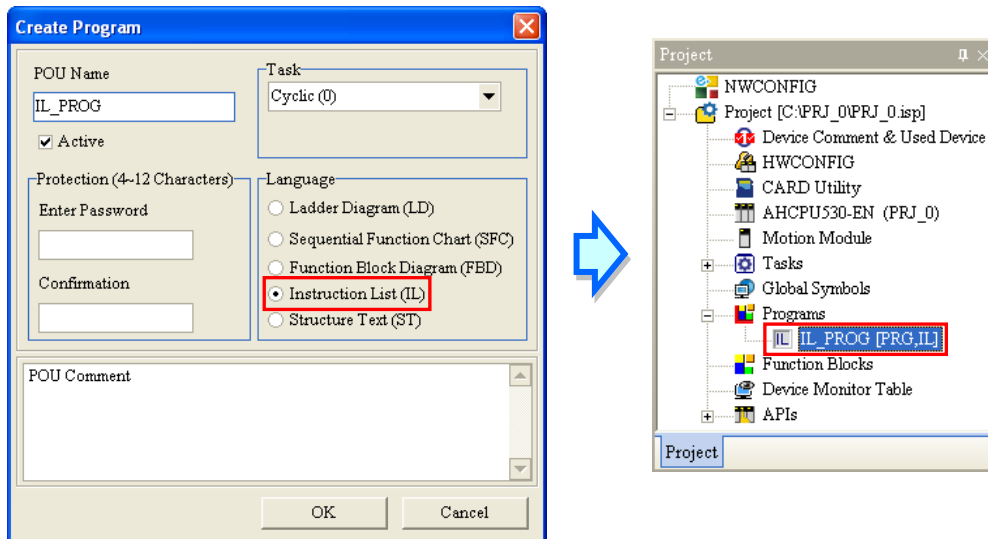 Create Program
POU Name
IL_PROG
Active
Task
Cyclic (0)
Protection (4~12 Characters)
Enter Password
Confirmation
Language
Ladder Diagram (LD)
Sequential Function Chart (SFC)
Function Block Diagram (FBD)
Instruction List (IL)
Structure Text (ST)
POU Comment
OK
Cancel
Project
NWCONFIG
Project [C:\PRJ_0\PRJ_0.isp]
Device Comment & Used Device
HWCONFIG
CARD Utility
AHCPU530-EN (PRJ_0)
Motion Module
Tasks
Global Symbols
Programs
IL IL_PROG [PRG,IL]
Function Blocks
Device Monitor Table
APIs
Project